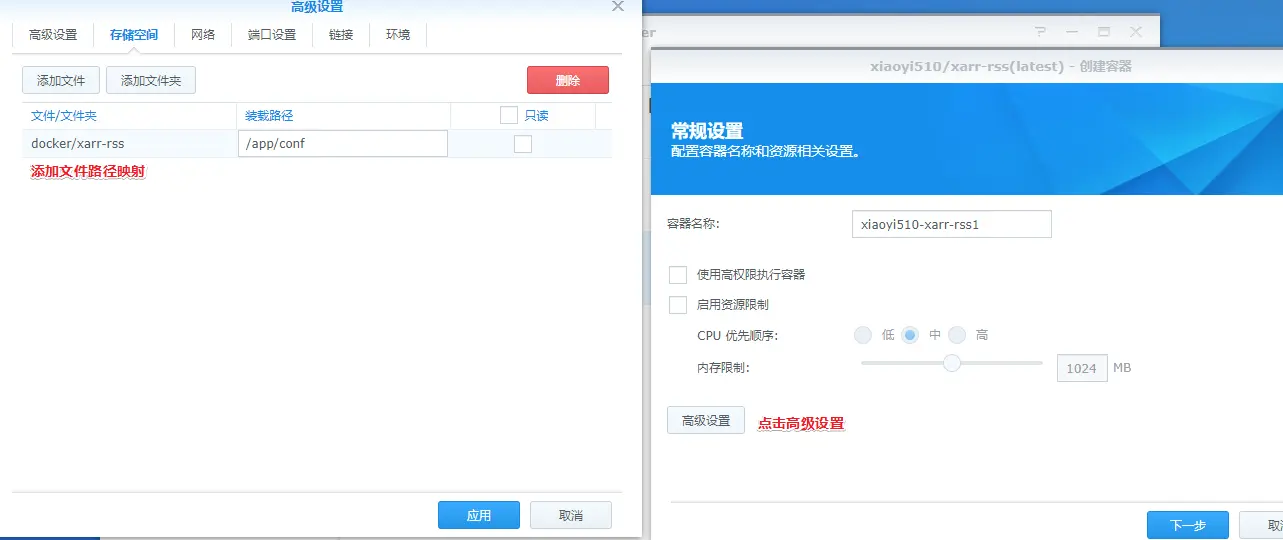 高级设置
高级设置 存储空间 网络 端口设置 链接 环境
添加文件 添加文件夹 删除
文件/文件夹 装载路径 只读
docker/xarr-rss /app/conf
添加文件路径映射
应用 取消
er
xiaoyi510/xarr-rss(latest) - 创建容器
常规设置
配置容器名称和资源相关设置。
容器名称: xiaoyi510-xarr-rss1
使用高权限执行容器
启用资源限制
CPU 优先顺序: 低 中 高
内存限制: 1024 MB
高级设置 点击高级设置
下一步